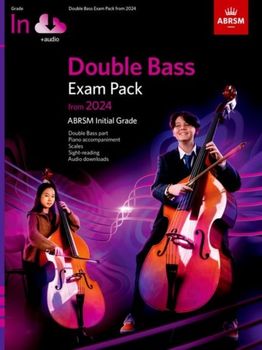 Grade
Double Bass Exam Pack from 2024
In
+audio
ABRSM
Double Bass
Exam Pack
from 2024
ABRSM Initial Grade
Double Bass part
Piano accompaniment
Scales
Sight-reading
Audio downloads